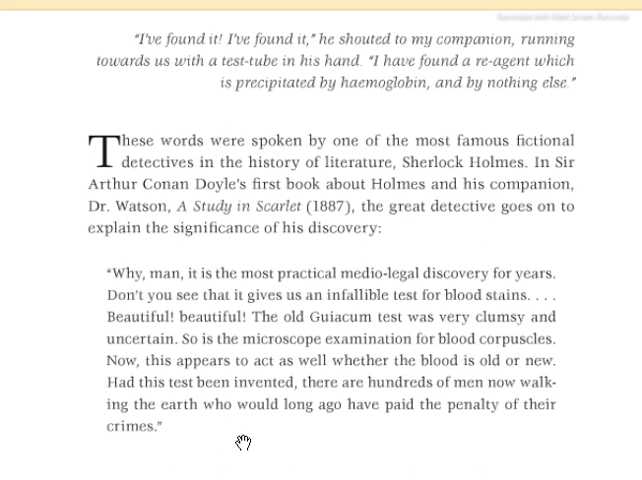 "I've found it! I've found it," he shouted to my companion, running
towards us with a test-tube in his hand. "I have found a re-agent which
is precipitated by haemoglobin, and by nothing else."
These words were spoken by one of the most famous fictional
detectives in the history of literature, Sherlock Holmes. In Sir
Arthur Conan Doyle's first book about Holmes and his companion,
Dr. Watson, A Study in Scarlet (1887), the great detective goes on to
explain the significance of his discovery:
"Why, man, it is the most practical medio-legal discovery for years.
Don't you see that it gives us an infallible test for blood stains. . . .
Beautiful! beautiful! The old Guiacum test was very clumsy and
uncertain. So is the microscope examination for blood corpuscles.
Now, this appears to act as well whether the blood is old or new.
Had this test been invented, there are hundreds of men now walk-
ing the earth who would long ago have paid the penalty of their
crimes."